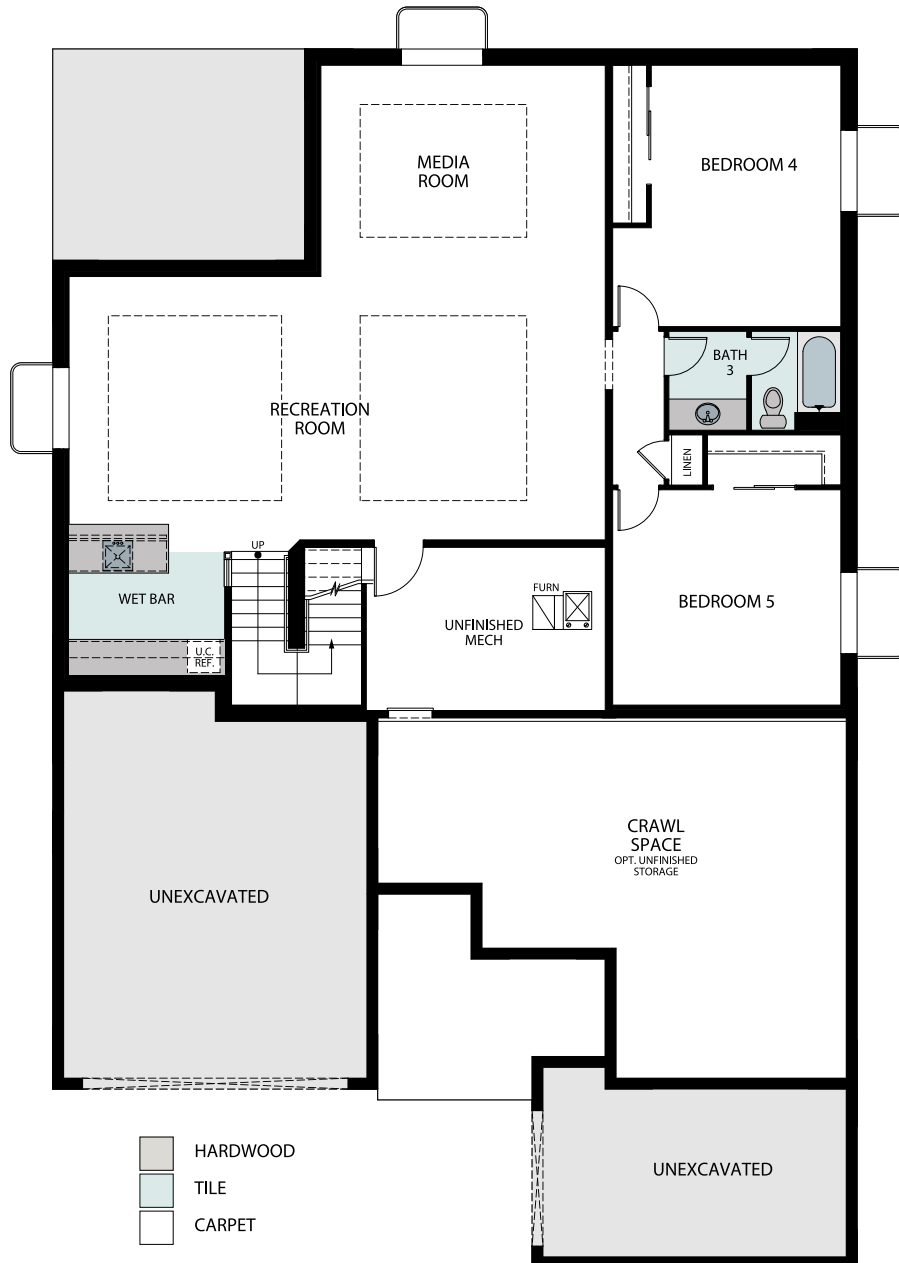 MEDIA
ROOM
BEDROOM 4
BATH
3
RECREATION
ROOM
LINEN
UP
WET BAR
FURN
UNFINISHED
MECH
BEDROOM 5
U.C.
REF.
CRAWL
SPACE
OPT. UNFINISHED
STORAGE
UNEXCAVATED
HARDWOOD
UNEXCAVATED
TILE
CARPET